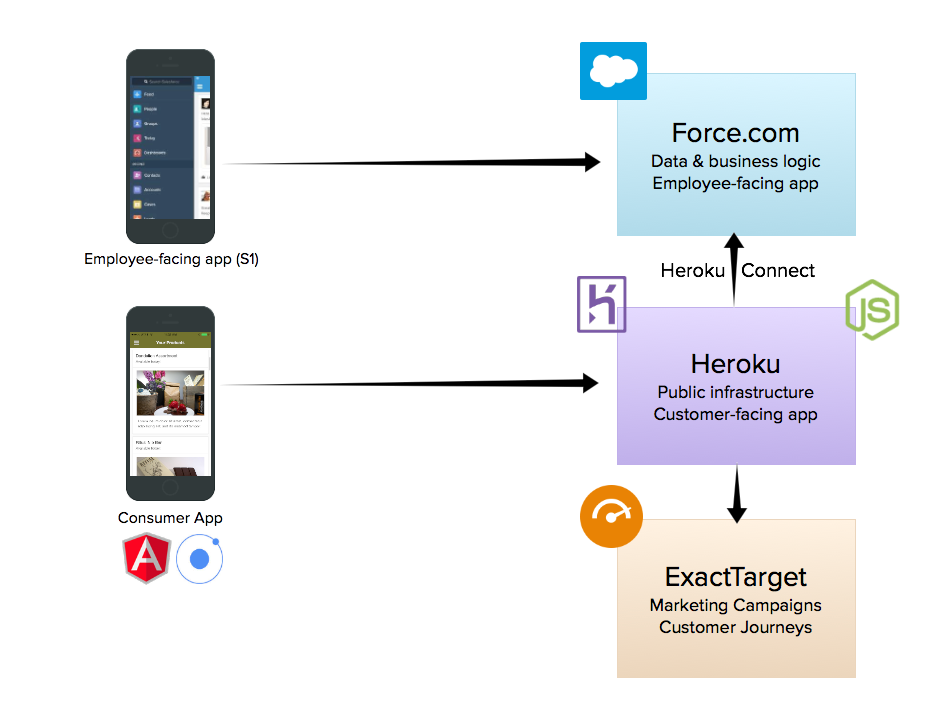 Feed
People
Groups
Today
Dashboards
Contacts
Accounts
Cases
Employee-facing app (S1)
Force.com
Data & business logic
Employee-facing app
Heroku Connect
JS
Heroku
Public infrastructure
Customer-facing app
Your Products
Consumer App
A
ExactTarget
Marketing Campaigns
Customer Journeys